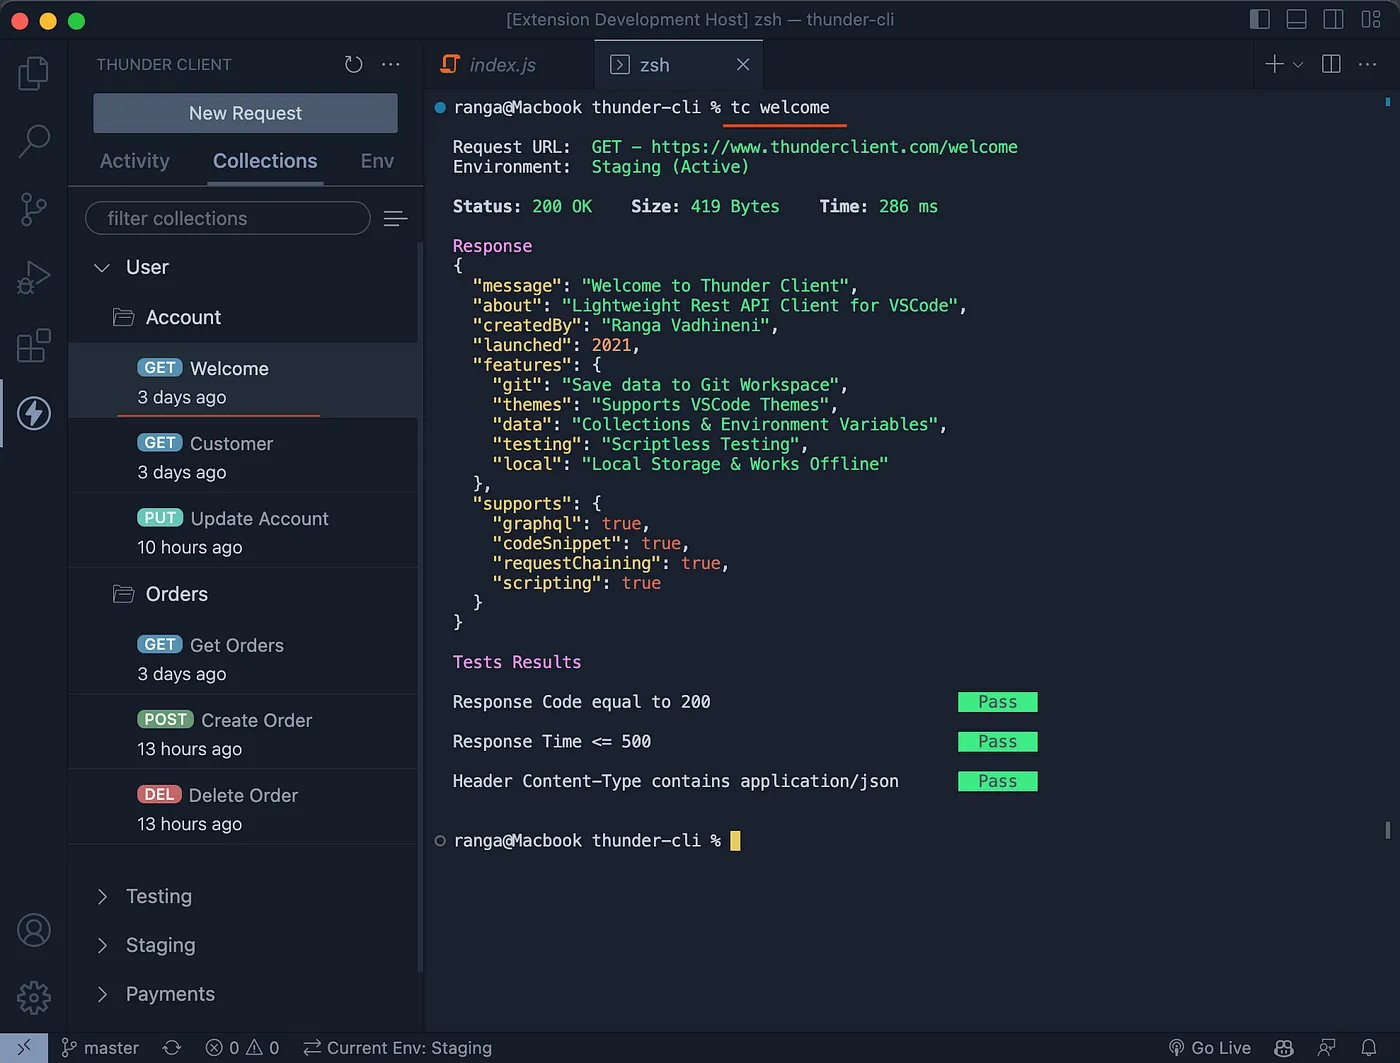 [Extension Development Host] zsh — thunder-cli
THUNDER CLIENT
New Request
Activity Collections Env
filter collections
User
Account
GET Welcome
3 days ago
GET Customer
3 days ago
PUT Update Account
10 hours ago
Orders
GET Get Orders
3 days ago
POST Create Order
13 hours ago
DEL Delete Order
13 hours ago
Testing
Staging
Payments
index.js
zsh
ranga@Macbook thunder-cli % tc welcome
Request URL: GET - https://www.thunderclient.com/welcome
Environment: Staging (Active)
Status: 200 OK Size: 419 Bytes Time: 286 ms
Response
{
"message": "Welcome to Thunder Client",
"about": "Lightweight Rest API Client for VSCode",
"createdBy": "Ranga Vadhineni",
"launched": 2021,
"features": {
"git": "Save data to Git Workspace",
"themes": "Supports VSCode Themes",
"data": "Collections & Environment Variables",
"testing": "Scriptless Testing",
"local": "Local Storage & Works Offline"
},
"supports": {
"graphql": true,
"codeSnippet": true,
"requestChaining": true,
"scripting": true
}
}
Tests Results
Response Code equal to 200 Pass
Response Time <= 500 Pass
Header Content-Type contains application/json Pass
ranga@Macbook thunder-cli %
master 0 0 Current Env: Staging Go Live